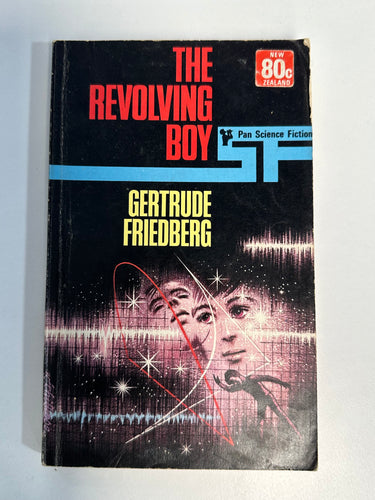 THE
REVOLVING
BOY
NEW
80c
ZEALAND
Pan Science Fiction
SF
GERTRUDE
FRIEDBERG